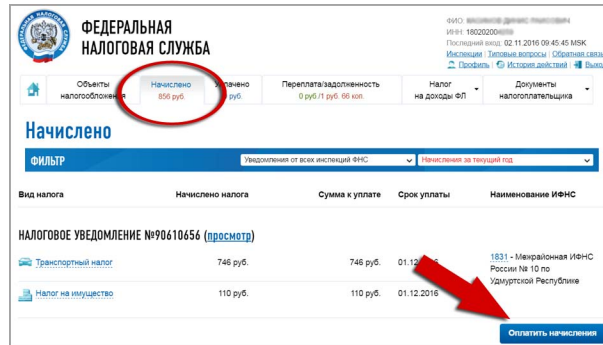 ФЕДЕРАЛЬНАЯ
НАЛОГОВАЯ СЛУЖБА
ФИО:
ИНН: 18020200
Последний вход: 02.11.2016 09:45:45 MSK
Инспекции | Типовые вопросы | Обратная связь
Профиль | История действий | Выход
Объекты налогообложения
Начислено
856 руб.
Уплачено
руб.
Переплата/задолженность
0 руб./1 руб. 66 коп.
Налог
на доходы ФЛ
Документы
налогоплательщика
Начислено
ФИЛЬТР
Уведомления от всех инспекций ФНС
Начисления за текущий год
Вид налога Начислено налога Сумма к уплате Срок уплаты Наименование ИФНС
НАЛОГОВОЕ УВЕДОМЛЕНИЕ №90610656 (просмотр)
Транспортный налог 746 руб. 746 руб. 01.12.2016
1831 - Межрайонная ИФНС
России № 10 по
Удмуртской Республике
Налог на имущество 110 руб. 110 руб. 01.12.2016
Оплатить начисления